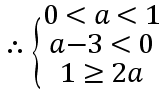 ∴ { 0 < a < 1
a−3 < 0
1 ≥ 2a